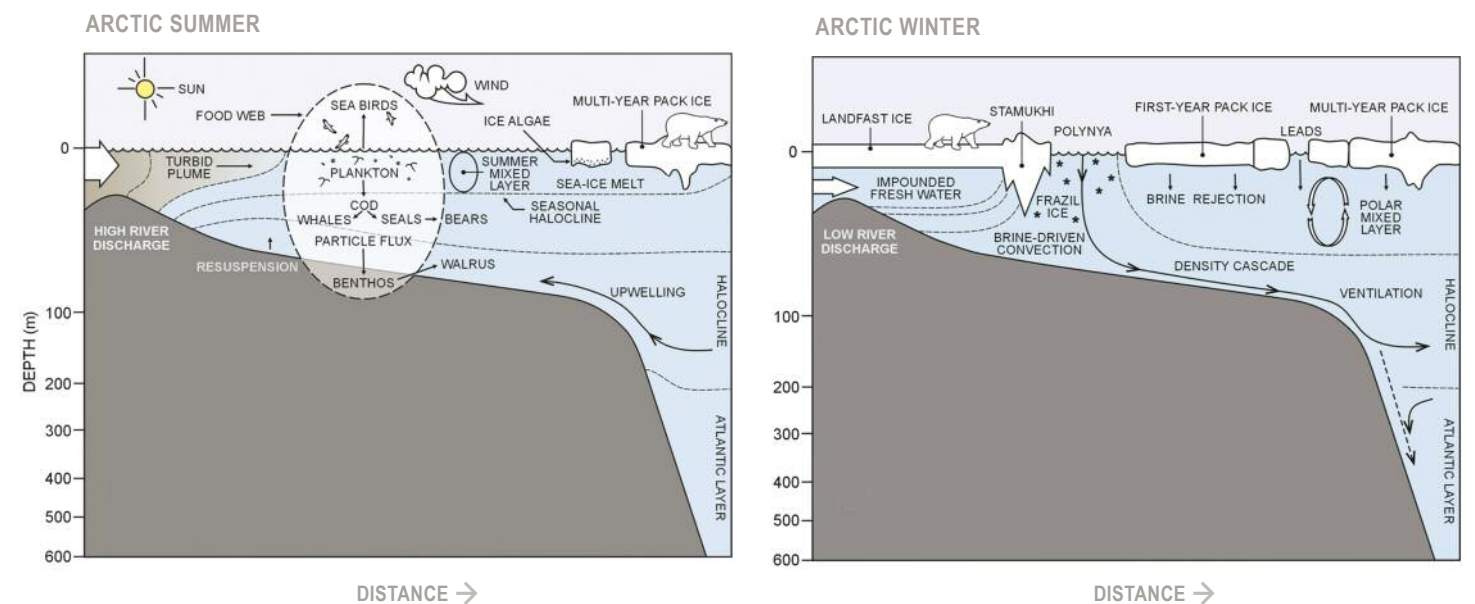 ARCTIC SUMMER
SUN
WIND
FOOD WEB
SEA BIRDS
MULTI-YEAR PACK ICE
ICE ALGAE
0
TURBID
PLUME
PLANKTON
SUMMER
MIXED
LAYER
SEA-ICE MELT
COD
SEASONAL
HALOCLINE
WHALES
SEALS
BEARS
HIGH RIVER
DISCHARGE
PARTICLE FLUX
RESUSPENSION
WALRUS
BENTHOS
UPWELLING
HALOCLINE
ATLANTIC LAYER
DEPTH (m)
100
200
300
400
500
600
DISTANCE →
ARCTIC WINTER
LANDFAST ICE
STAMUKHI
POLYNYA
FIRST-YEAR PACK ICE
LEADS
MULTI-YEAR PACK ICE
0
IMPOUNDED
FRESH WATER
FRAZIL
ICE
BRINE REJECTION
POLAR
MIXED
LAYER
LOW RIVER
DISCHARGE
BRINE-DRIVEN
CONVECTION
DENSITY CASCADE
VENTILATION
HALOCLINE
ATLANTIC LAYER
100
200
300
400
500
600
DISTANCE →